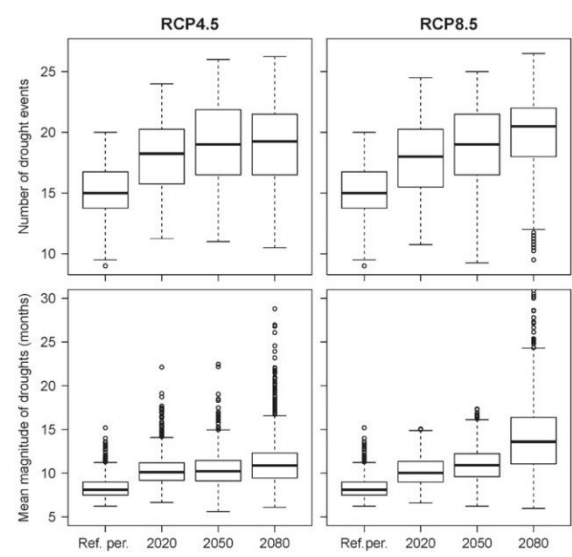 RCP4.5 RCP8.5
Number of drought events
25
20
15
10
Mean magnitude of droughts (months)
30
25
20
15
10
5
Ref. per. 2020 2050 2080 Ref. per. 2020 2050 2080